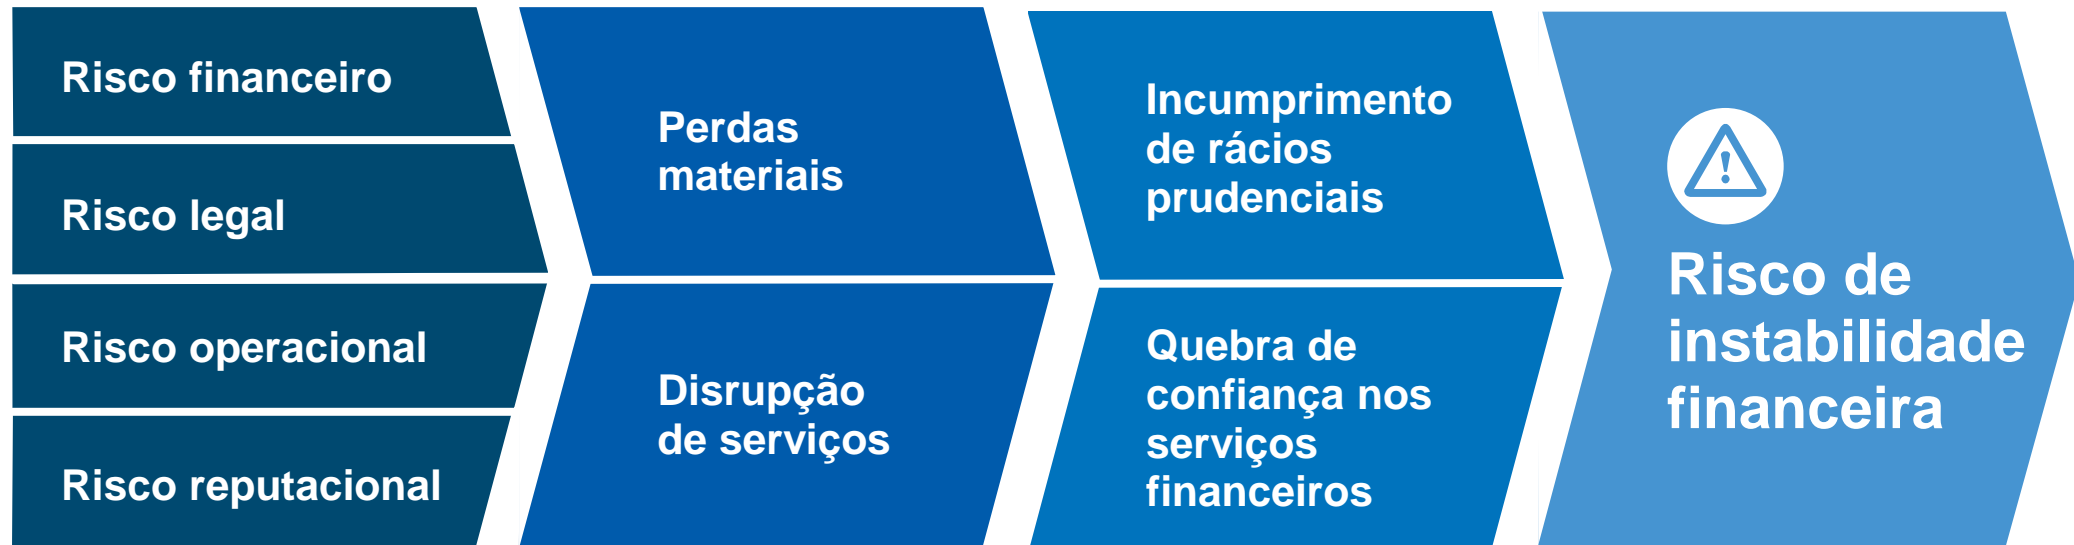 Risco financeiro
Risco legal
Risco operacional
Risco reputacional
Perdas
materiais
Disrupção
de serviços
Incumprimento
de rácios
prudenciais
Quebra de
confiança nos
serviços
financeiros
Risco de
instabilidade
financeira